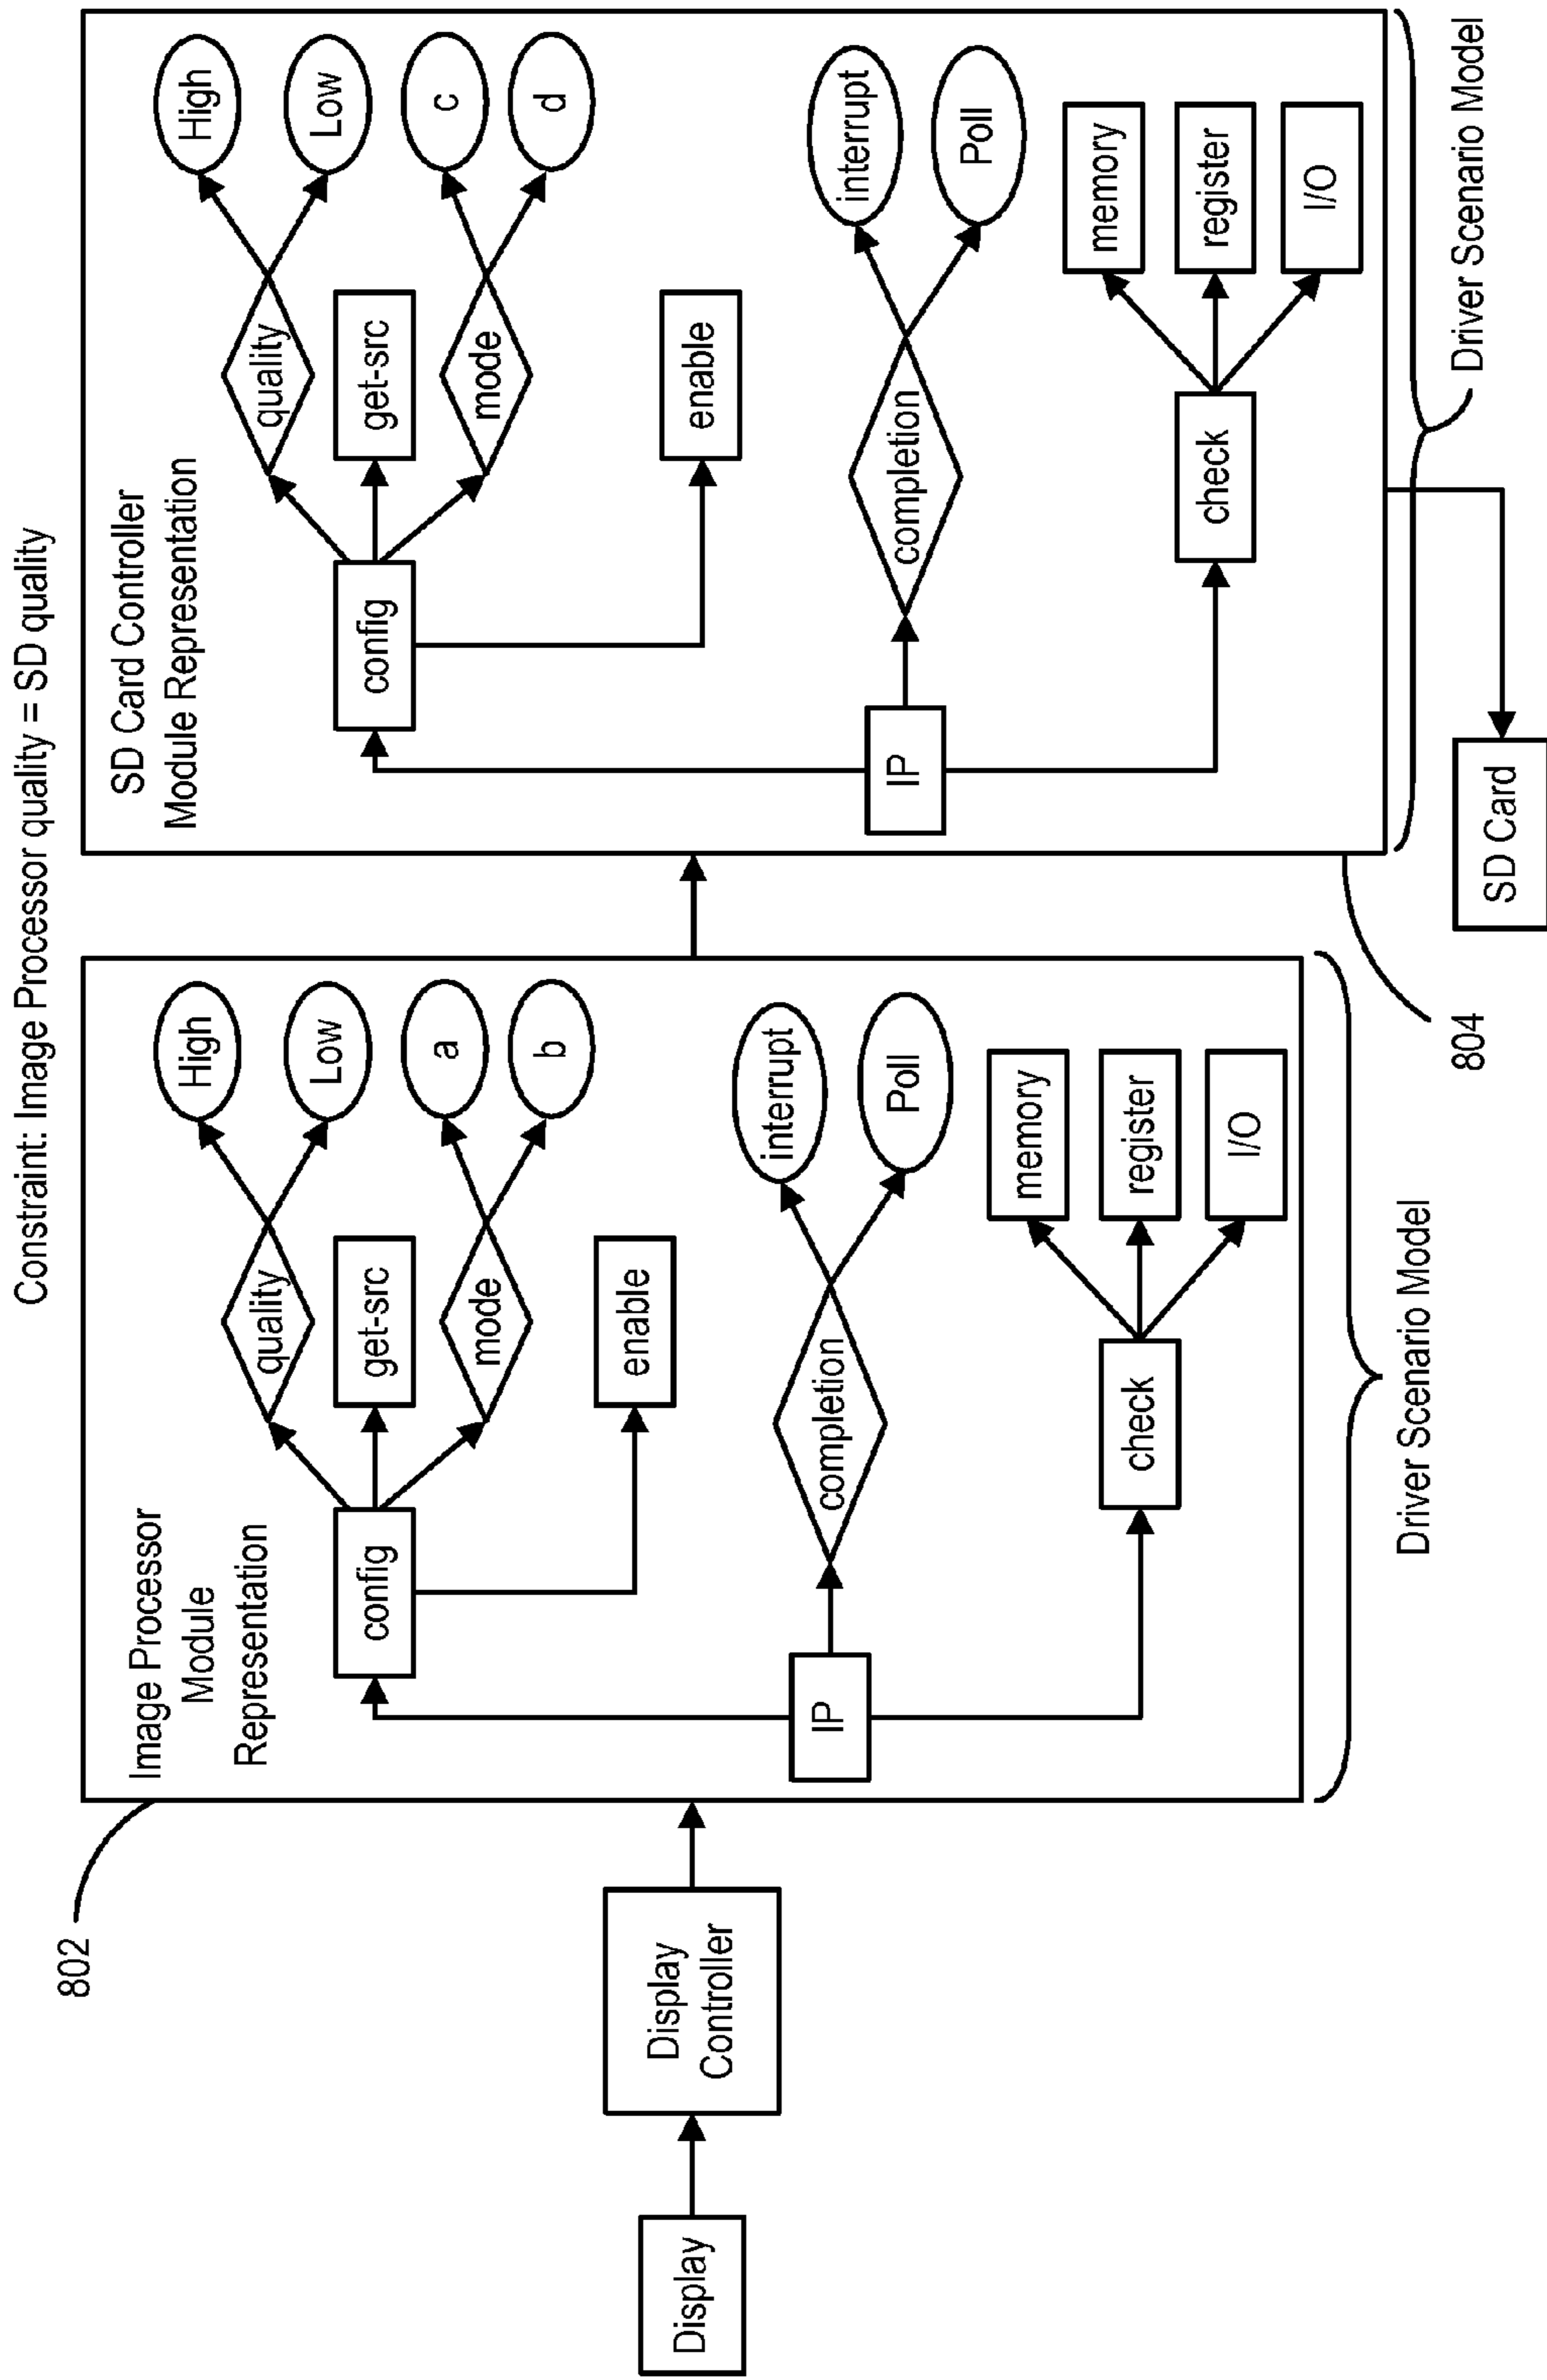 Constraint: Image Processor quality = SD quality
802
Display
Display
Controller
Image Processor
Module
Representation
IP
config
quality
High
Low
get-src
mode
a
b
enable
completion
interrupt
Poll
check
memory
register
I/O
Driver Scenario Model
SD Card Controller
Module Representation
IP
config
quality
High
Low
get-src
mode
c
d
enable
completion
interrupt
Poll
check
memory
register
I/O
Driver Scenario Model
804
SD Card